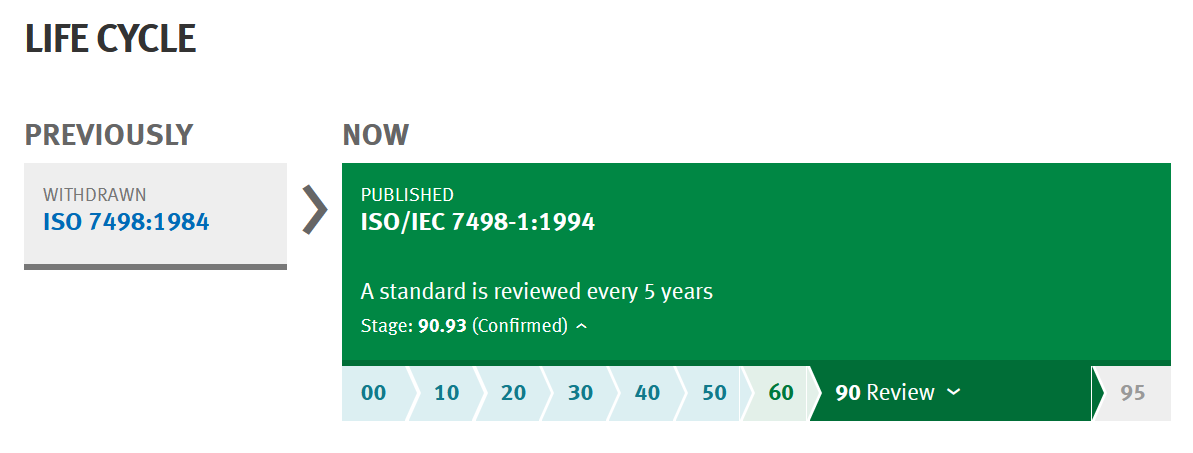 LIFE CYCLE
PREVIOUSLY
NOW
WITHDRAWN
ISO 7498:1984
PUBLISHED
ISO/IEC 7498-1:1994
A standard is reviewed every 5 years
Stage: 90.93 (Confirmed)
00 10 20 30 40 50 60 90 Review 95